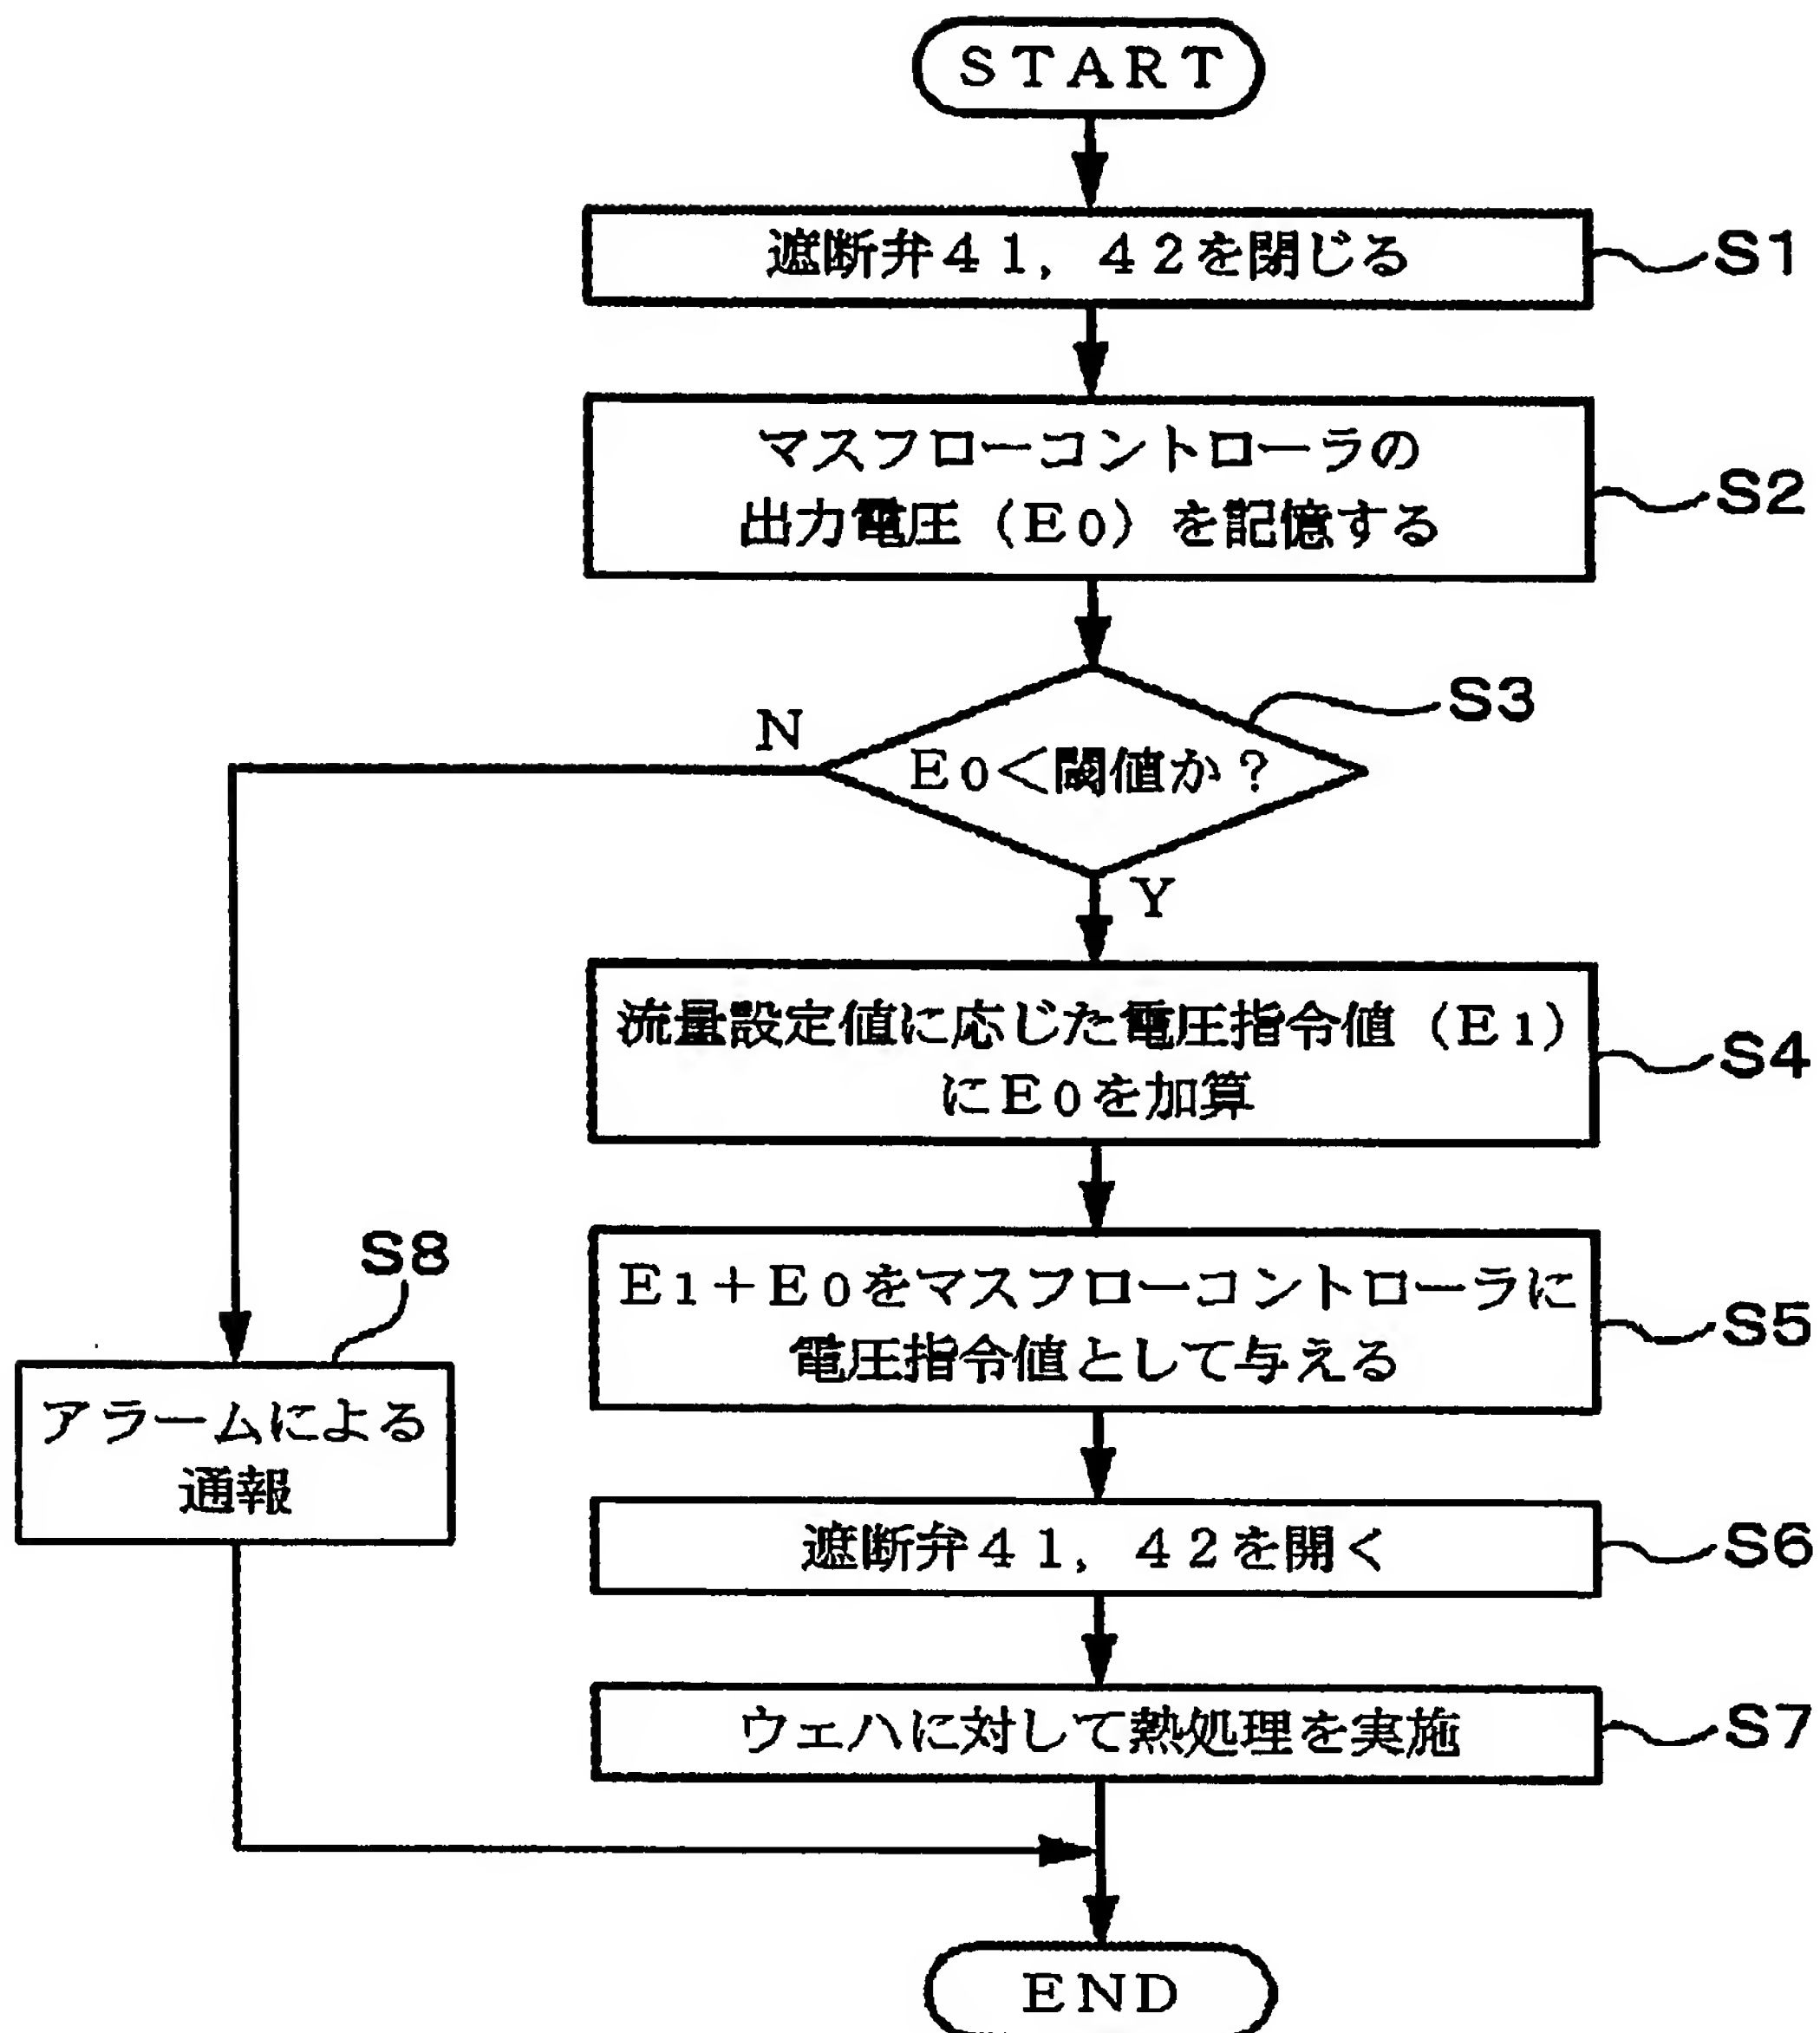 START
遮断弁41，42を閉じる
S1
マスフローコントローラの
出力電圧（E0）を記憶する
S2
S3
N
E0＜閾値か？
Y
流量設定値に応じた電圧指令値（E1）
にE0を加算
S4
E1＋E0をマスフローコントローラに
電圧指令値として与える
S5
S8
アラームによる
通報
遮断弁41，42を開く
S6
ウェハに対して熱処理を実施
S7
END